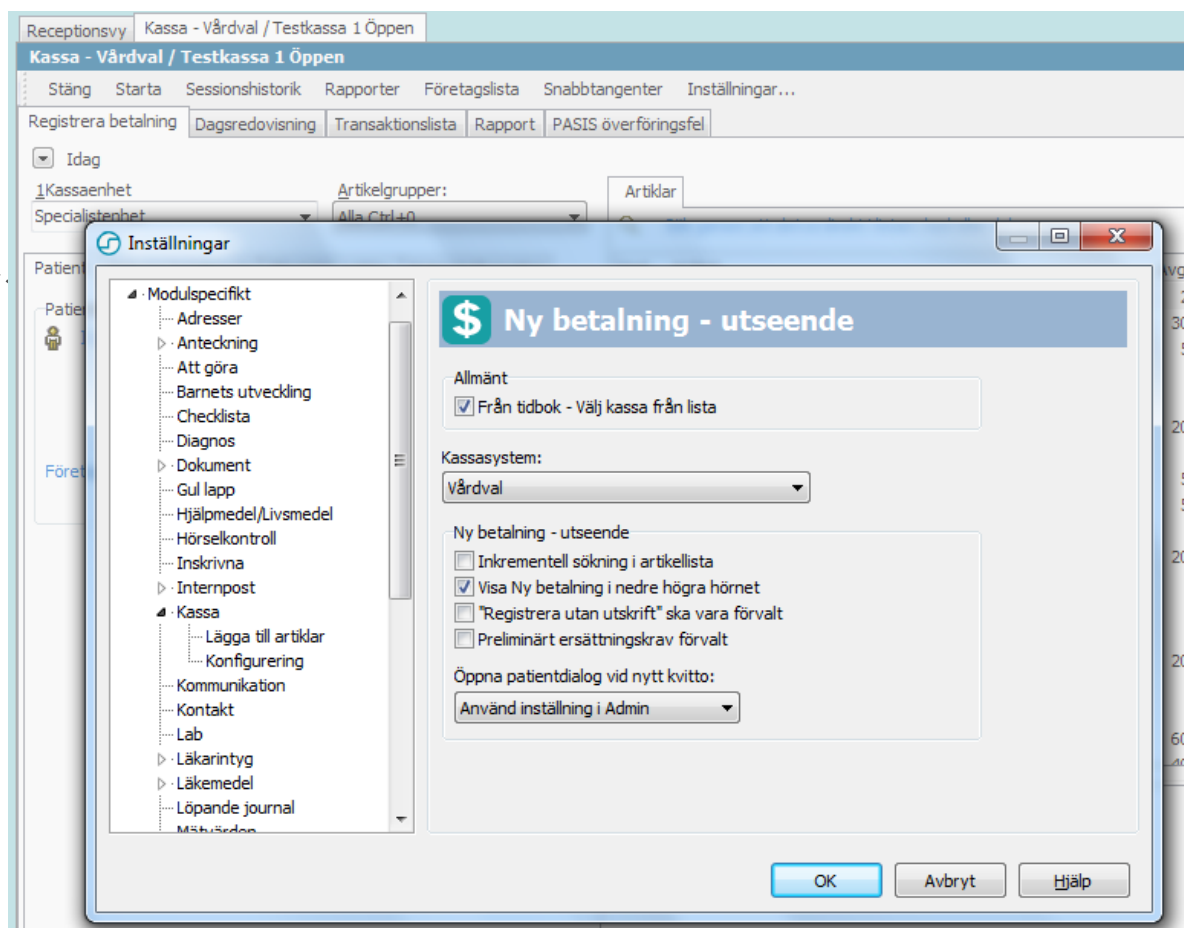 Receptionsvy
Kassa - Vårdval / Testkassa 1 Öppen
Kassa - Vårdval / Testkassa 1 Öppen
Stäng Starta Sessionshistorik Rapporter Företagslista Snabbtangenter Inställningar...
Registrera betalning Dagsredovisning Transaktionslista Rapport PASIS överföringsfel
Idag
1Kassaenhet Artikelgrupper: Artiklar
Specialistenhet Alla Ctrl+0
Inställningar
Modulspecifikt
Adresser
Anteckning
Att göra
Barnets utveckling
Checklista
Diagnos
Dokument
Gul lapp
Hjälpmedel/Livsmedel
Hörselkontroll
Inskrivna
Internpost
Kassa
Lägga till artiklar
Konfigurering
Kommunikation
Kontakt
Lab
Läkarintyg
Läkemedel
Löpande journal
Mätvärden
$ Ny betalning - utseende
Allmänt
Från tidbok - Välj kassa från lista
Kassasystem:
Vårdval
Ny betalning - utseende
Inkrementell sökning i artikellista
Visa Ny betalning i nedre högra hörnet
"Registrera utan utskrift" ska vara förvalt
Preliminärt ersättningskrav förvalt
Öppna patientdialog vid nytt kvitto:
Använd inställning i Admin
OK Avbryt Hjälp